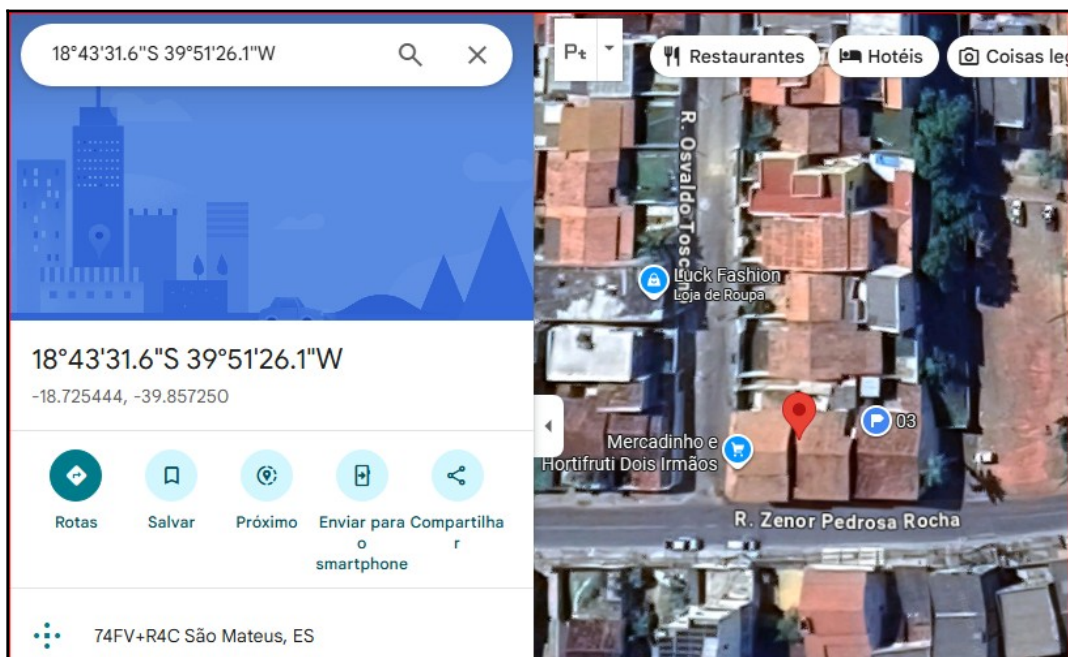 18°43'31.6"S 39°51'26.1"W
18°43'31.6"S 39°51'26.1"W
-18.725444, -39.857250
Rotas
Salvar
Próximo
Enviar para
o
smartphone
Compartilha
r
74FV+R4C São Mateus, ES
Pt
Restaurantes
Hotéis
Coisas leg
R. Osvaldo Tosc
Luck Fashion
Loja de Roupa
03
Mercadinho e
Hortifruti Dois Irmãos
R. Zenor Pedrosa Rocha